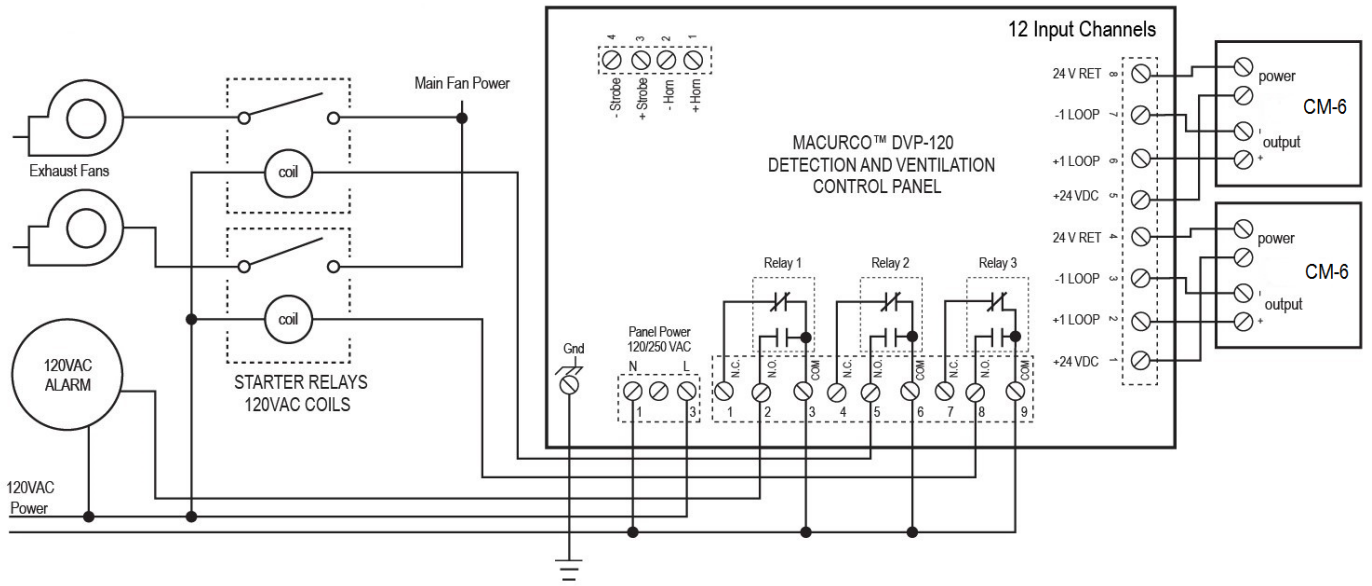 12 Input Channels
4 3 2 1
- Strobe
+ Strobe
- Horn
+ Horn
Main Fan Power
Exhaust Fans
coil
coil
STARTER RELAYS
120VAC COILS
120VAC
ALARM
120VAC
Power
MACURCO™ DVP-120
DETECTION AND VENTILATION
CONTROL PANEL
24 V RET 8
-1 LOOP 7
+1 LOOP 6
+24 VDC 5
24 V RET 4
-1 LOOP 3
+1 LOOP 2
+24 VDC 1
power
CM-6
- output
+
power
CM-6
- output
+
Relay 1
Relay 2
Relay 3
Gnd
Panel Power
120/250 VAC
N L
1 3
N.C. N.O. COM N.C. N.O. COM N.C. N.O. COM
1 2 3 4 5 6 7 8 9